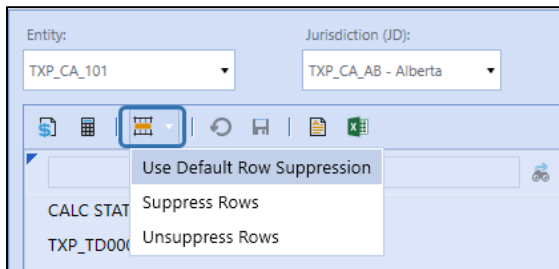 Entity:
Jurisdiction (JD):
TXP_CA_101
TXP_CA_AB - Alberta
Use Default Row Suppression
CALC STAT
Suppress Rows
TXP_TD000
Unsuppress Rows